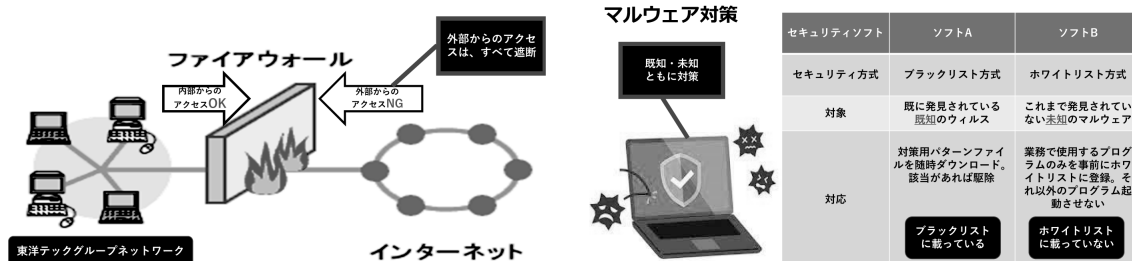 外部からのアクセ
スは、すべて遮断
ファイアウォール
内部からの
アクセスOK
外部からの
アクセスNG
東洋テックグループネットワーク
インターネット
マルウェア対策
既知・未知
ともに対策
セキュリティソフト
ソフトA
ソフトB
セキュリティ方式
ブラックリスト方式
ホワイトリスト方式
対象
既に発見されている
既知のウィルス
これまで発見されてい
ない未知のマルウェア
対応
対策用パターンファイ
ルを随時ダウンロード。
該当があれば駆除
業務で使用するプログ
ラムのみを事前にホワ
イトリストに登録。そ
れ以外のプログラム起
動させない
ブラックリスト
に載っている
ホワイトリスト
に載っていない